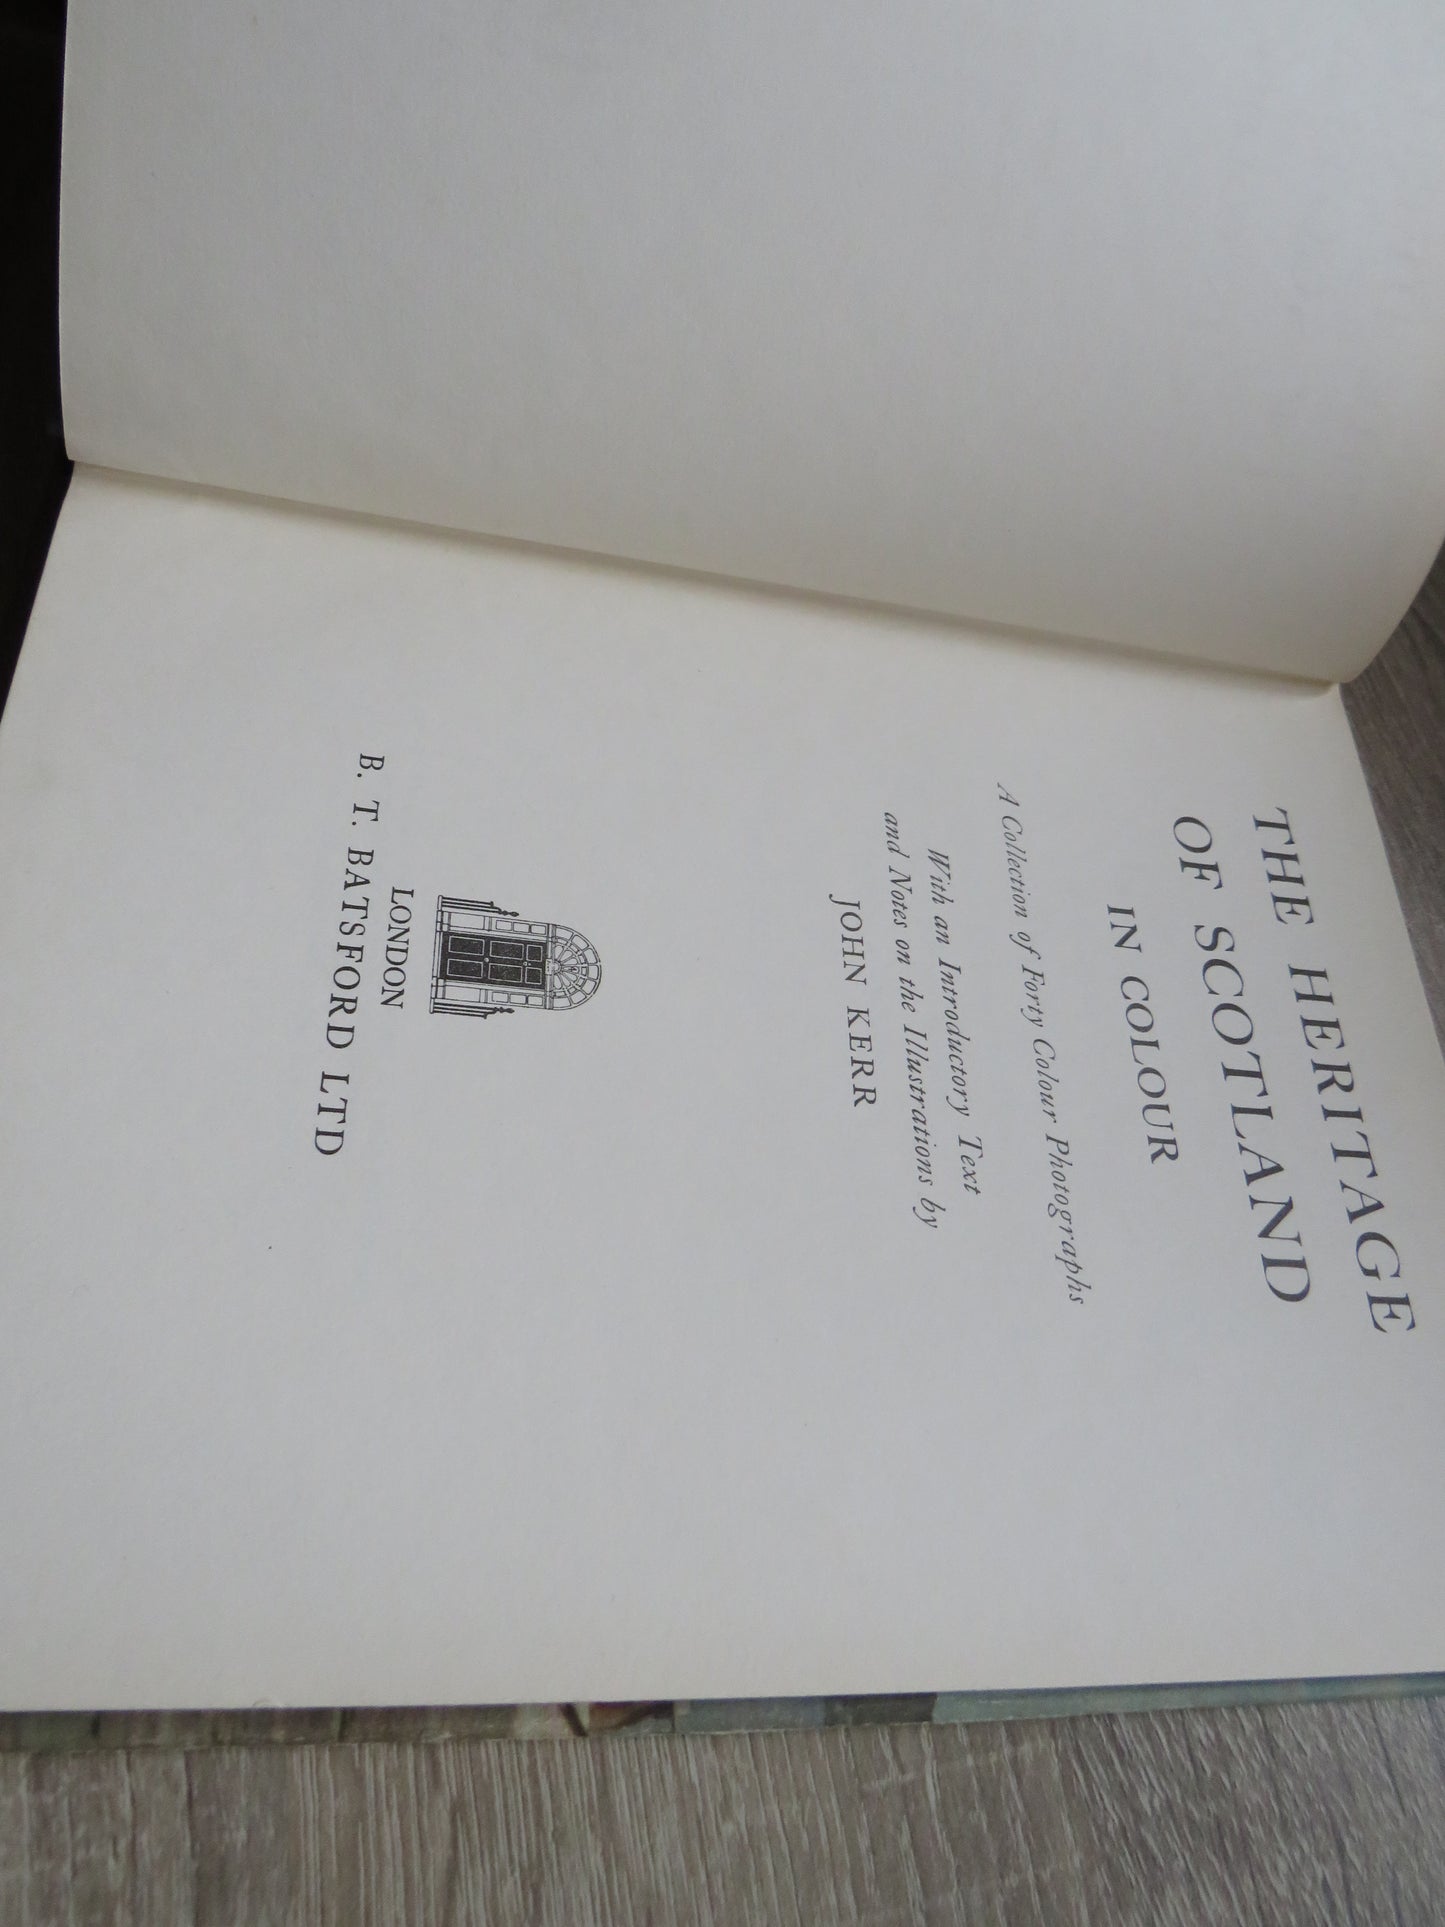 THE HERITAGE
OF SCOTLAND
IN COLOUR
A Collection of Forty Colour Photographs
With an Introductory Text
and Notes on the Illustrations by
JOHN KERR
LONDON
B. T. BATSFORD LTD